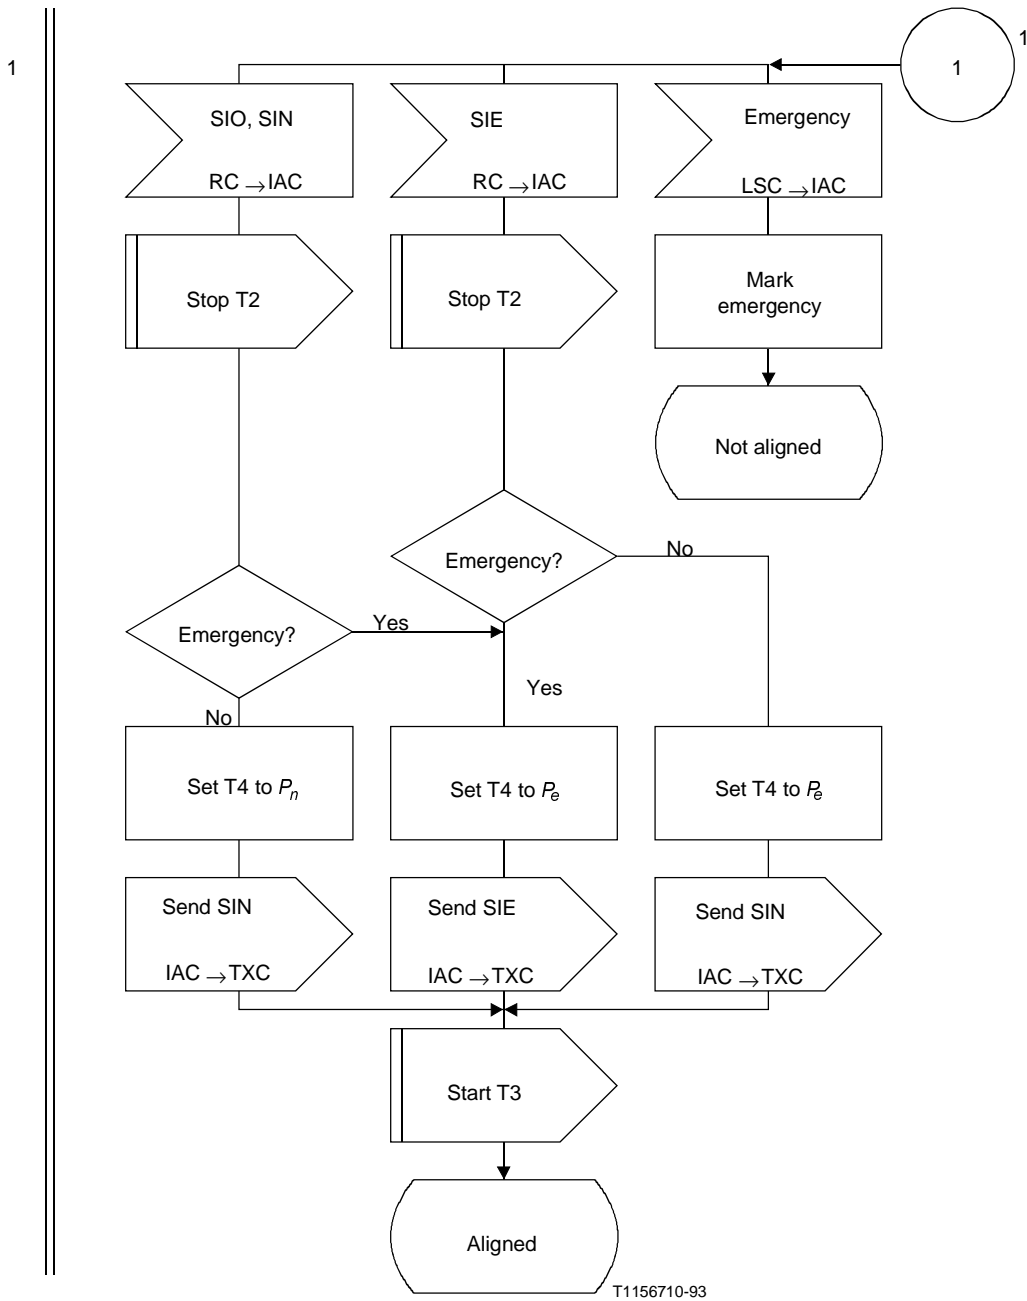 1
1
1
SIO, SIN
RC → IAC
SIE
RC → IAC
Emergency
LSC → IAC
Stop T2
Stop T2
Mark
emergency
Not aligned
Emergency?
No
Emergency?
Yes
Yes
No
Set T4 to Pn
Set T4 to Pe
Set T4 to Pe
Send SIN
IAC → TXC
Send SIE
IAC → TXC
Send SIN
IAC → TXC
Start T3
Aligned
T1156710-93